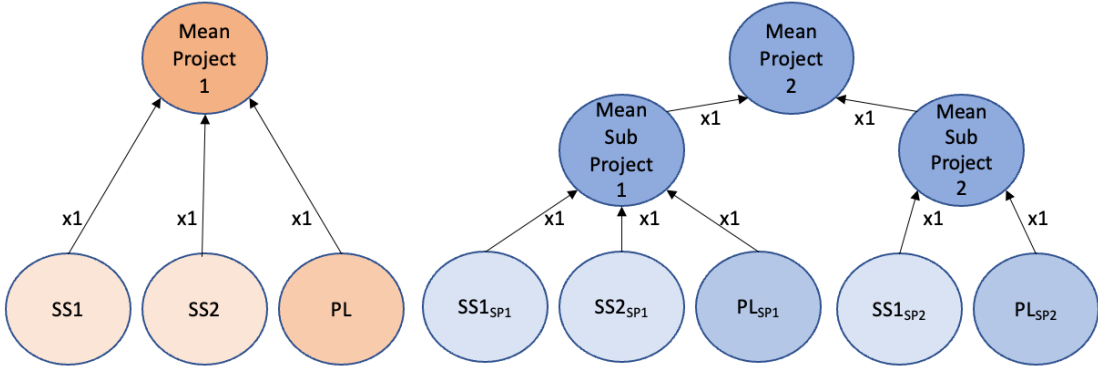 Mean
Project
1
x1
x1
x1
SS1
SS2
PL
Mean
Project
2
x1
x1
Mean
Sub
Project
1
Mean
Sub
Project
2
x1
x1
x1
x1
x1
SS1SP1
SS2SP1
PLSP1
SS1SP2
PLSP2